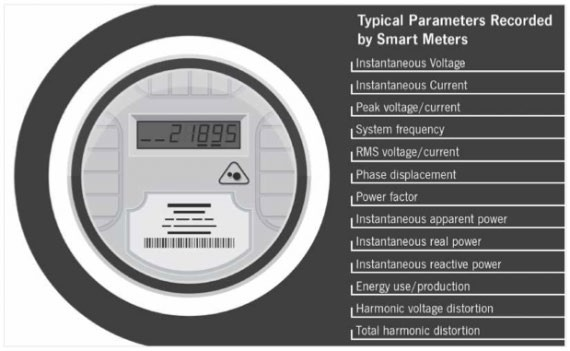 Typical Parameters Recorded
by Smart Meters
Instantaneous Voltage
Instantaneous Current
Peak voltage/current
System frequency
RMS voltage/current
Phase displacement
Power factor
Instantaneous apparent power
Instantaneous real power
Instantaneous reactive power
Energy use/production
Harmonic voltage distortion
Total harmonic distortion
_ _ 21895